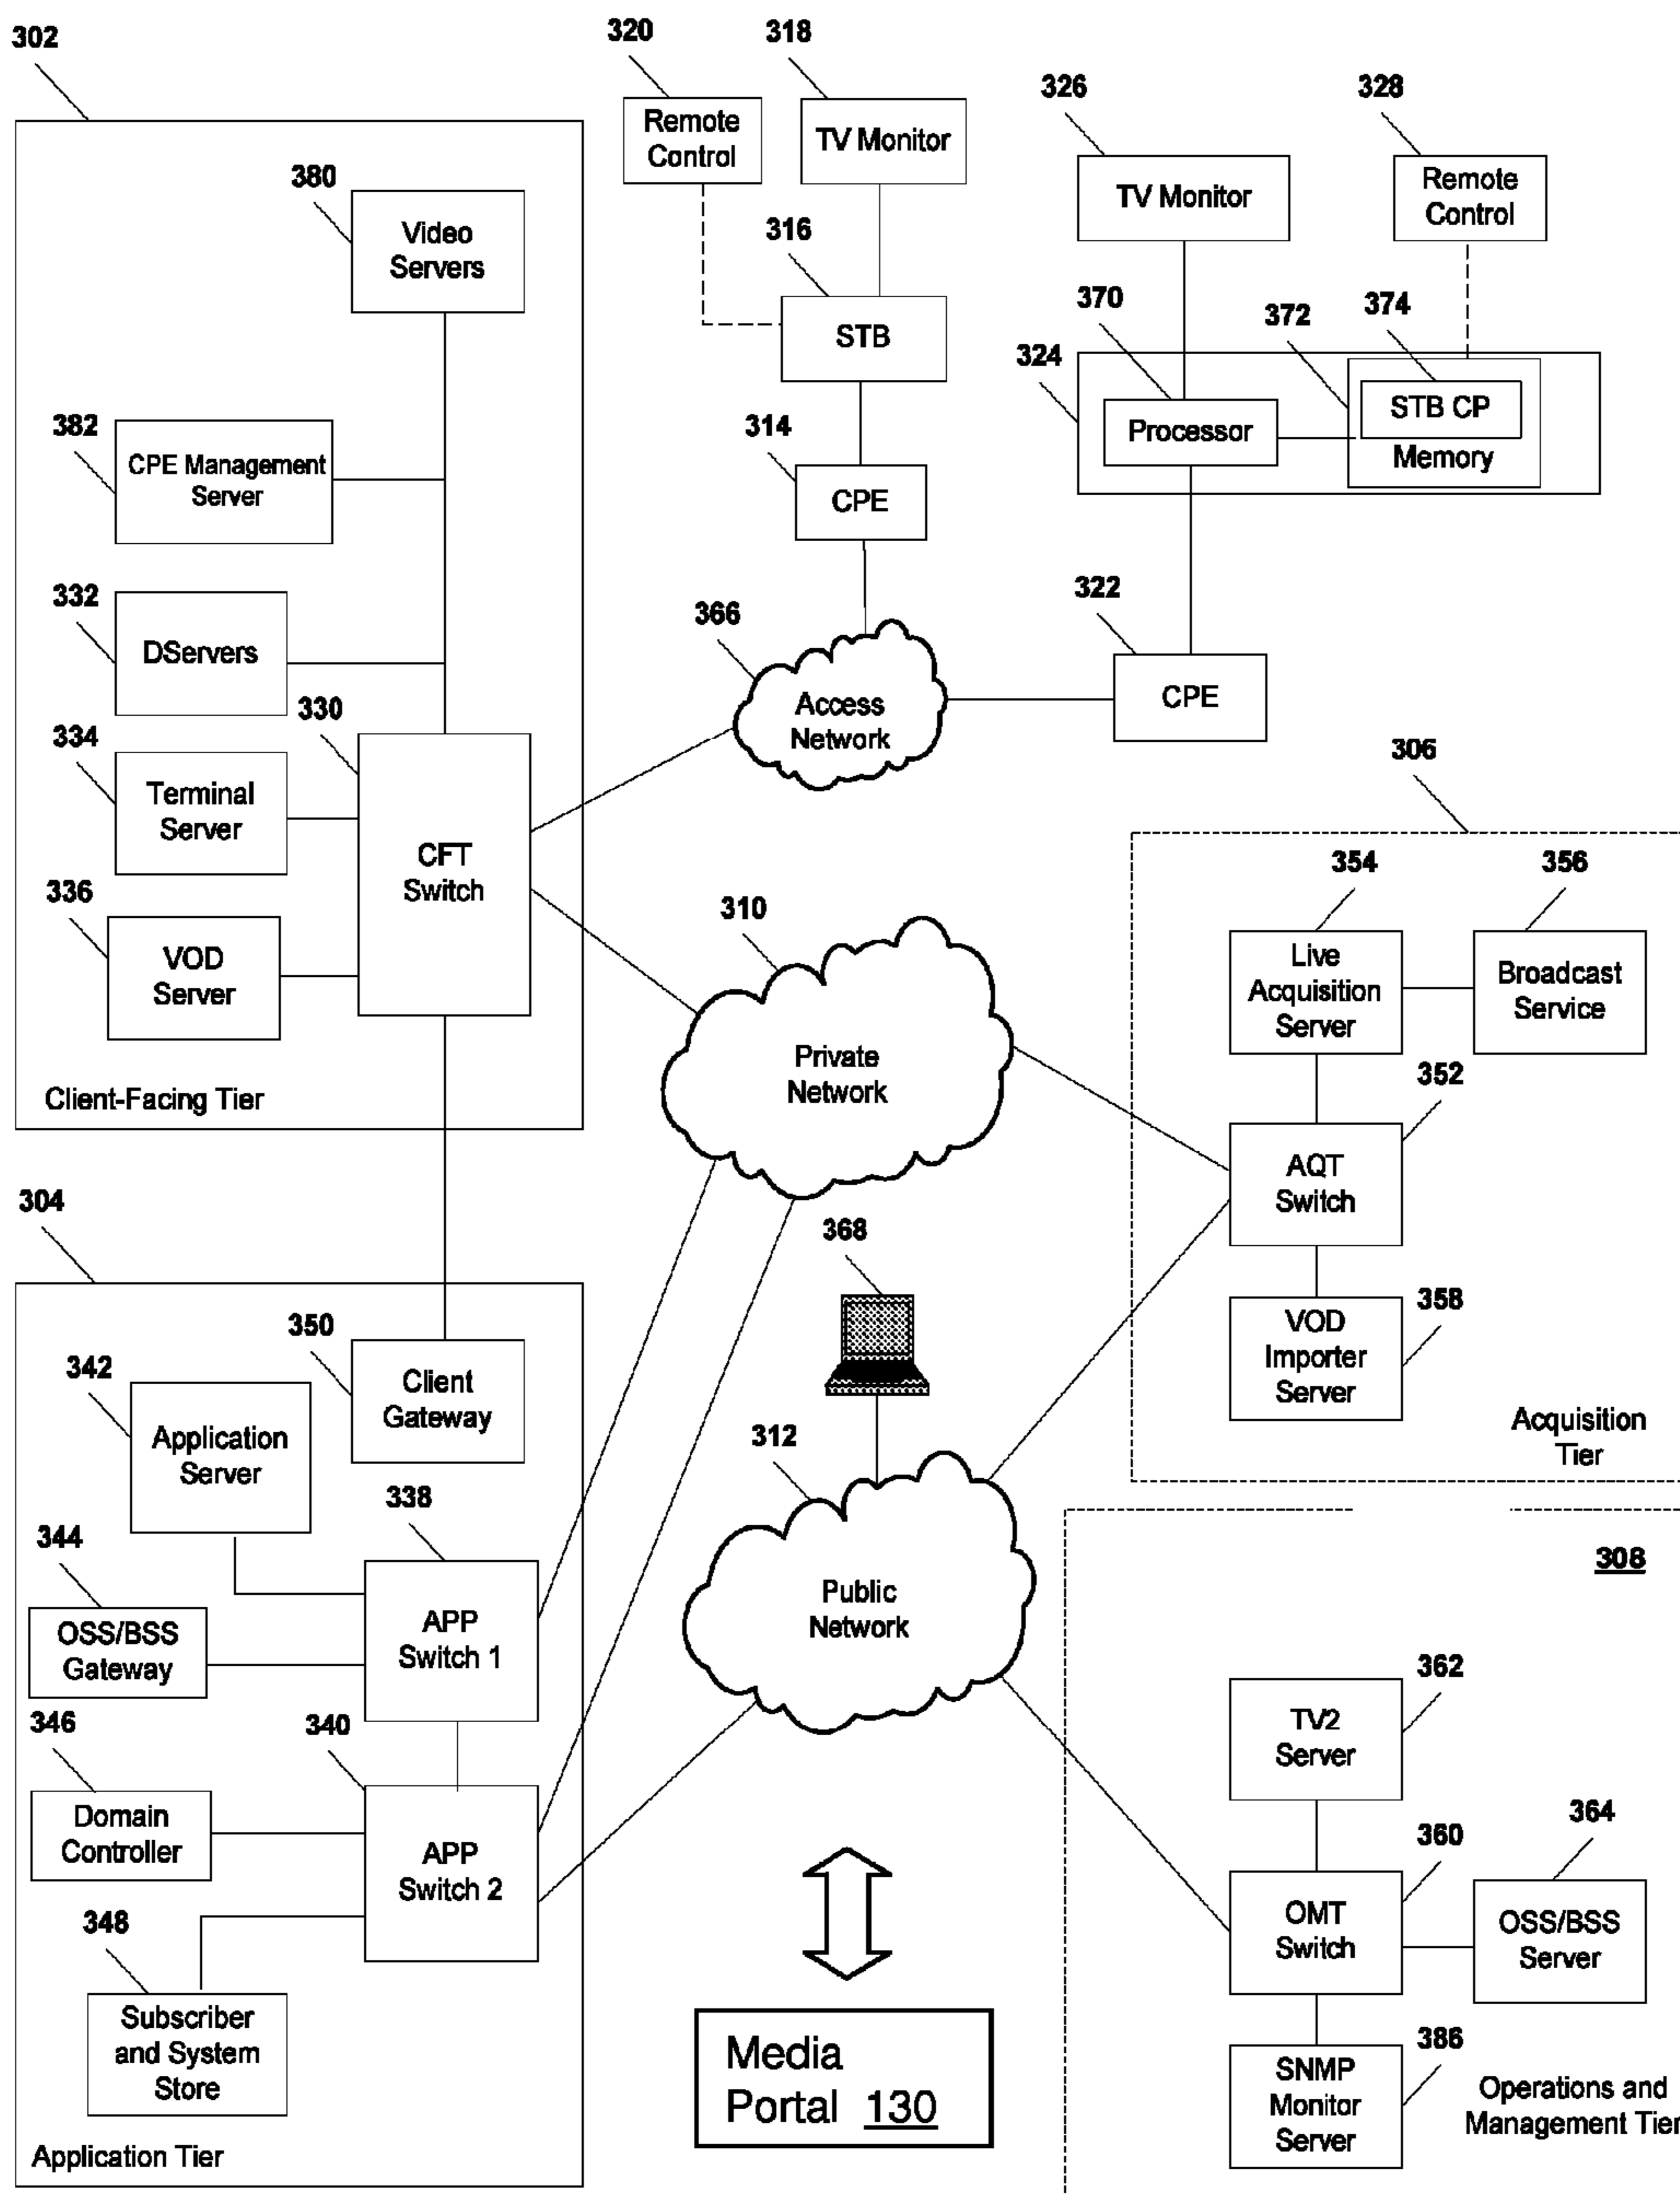 302
320
318
326
328
Remote
Control
TV Monitor
TV Monitor
Remote
Control
380
Video
Servers
316
STB
370
372
374
324
STB CP
Processor
Memory
382
CPE Management
Server
314
CPE
332
DServers
366
322
Access
Network
CPE
330
334
Terminal
Server
CFT
Switch
336
VOD
Server
Client-Facing Tier
306
354
356
Live
Acquisition
Server
Broadcast
Service
310
Private
Network
352
AQT
Switch
304
368
350
Client
Gateway
342
Application
Server
358
VOD
Importer
Server
Acquisition
Tier
312
338
344
OSS/BSS
Gateway
APP
Switch 1
Public
Network
308
362
TV2
Server
346
340
Domain
Controller
APP
Switch 2
364
360
OMT
Switch
OSS/BSS
Server
348
Subscriber
and System
Store
Media
Portal 130
386
SNMP
Monitor
Server
Operations and
Management Tier
Application Tier